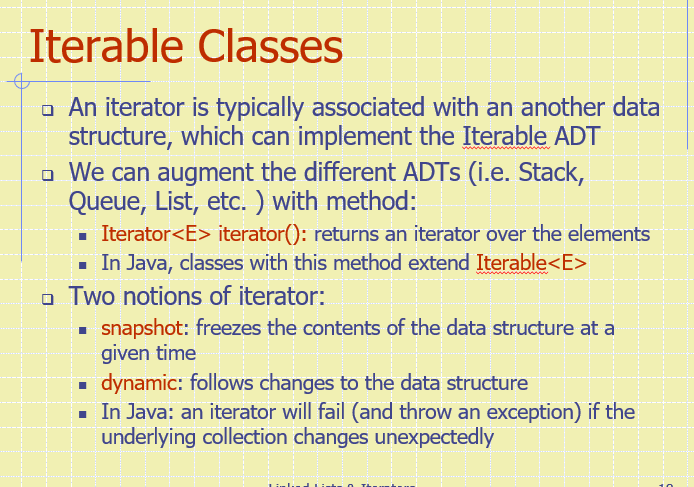 Iterable Classes
An iterator is typically associated with an another data
structure, which can implement the Iterable ADT
We can augment the different ADTs (i.e. Stack,
Queue, List, etc. ) with method:
Iterator<E> iterator(): returns an iterator over the elements
In Java, classes with this method extend Iterable<E>
Two notions of iterator:
snapshot: freezes the contents of the data structure at a
given time
dynamic: follows changes to the data structure
In Java: an iterator will fail (and throw an exception) if the
underlying collection changes unexpectedly
Linked Lists & Iterators